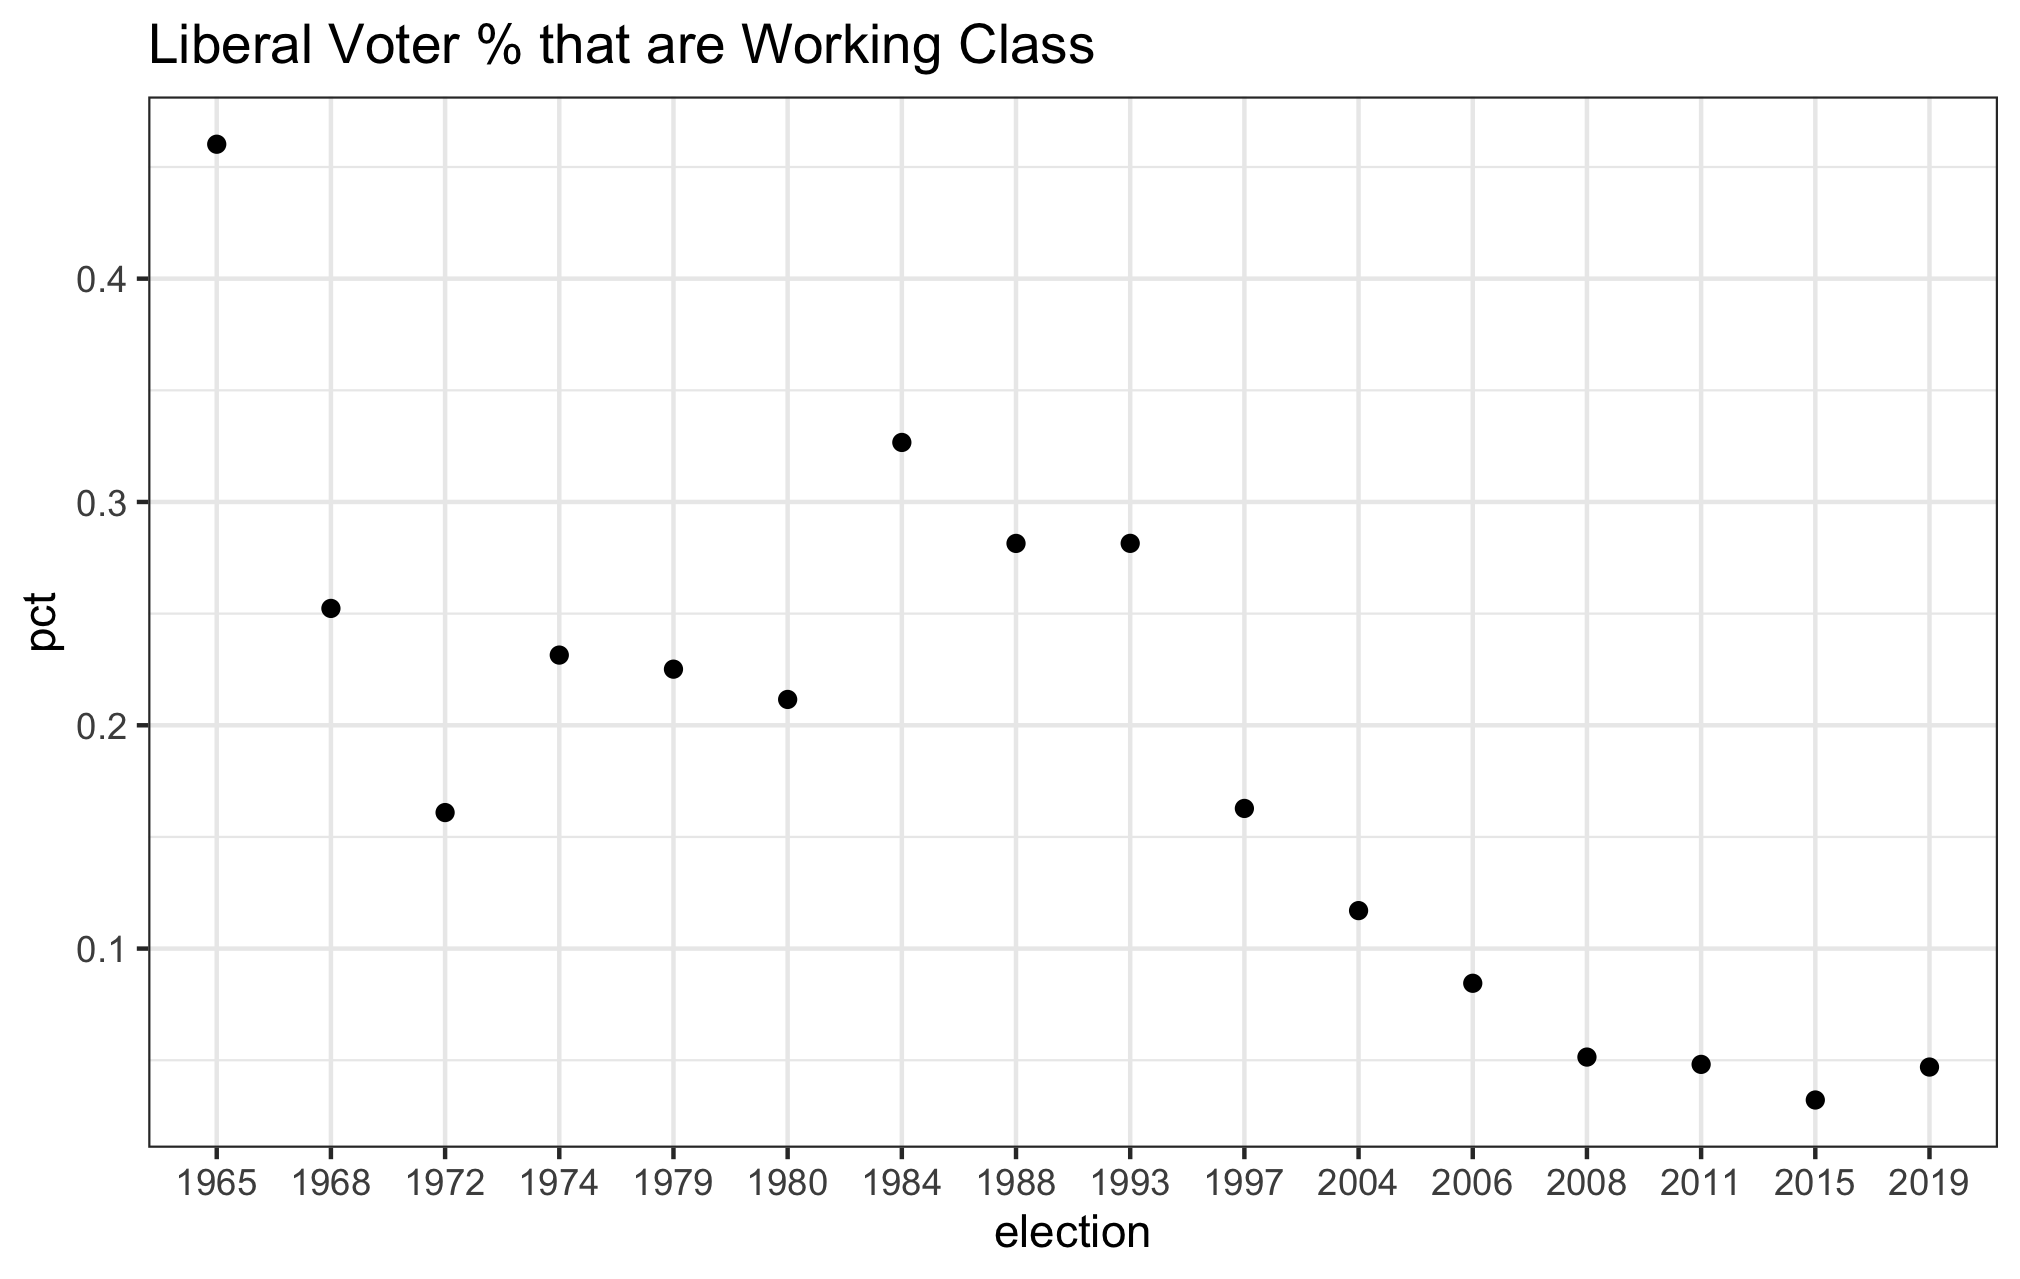 Liberal Voter % that are Working Class
0.4
0.3
0.2
0.1
pct
1965 1968 1972 1974 1979 1980 1984 1988 1993 1997 2004 2006 2008 2011 2015 2019
election